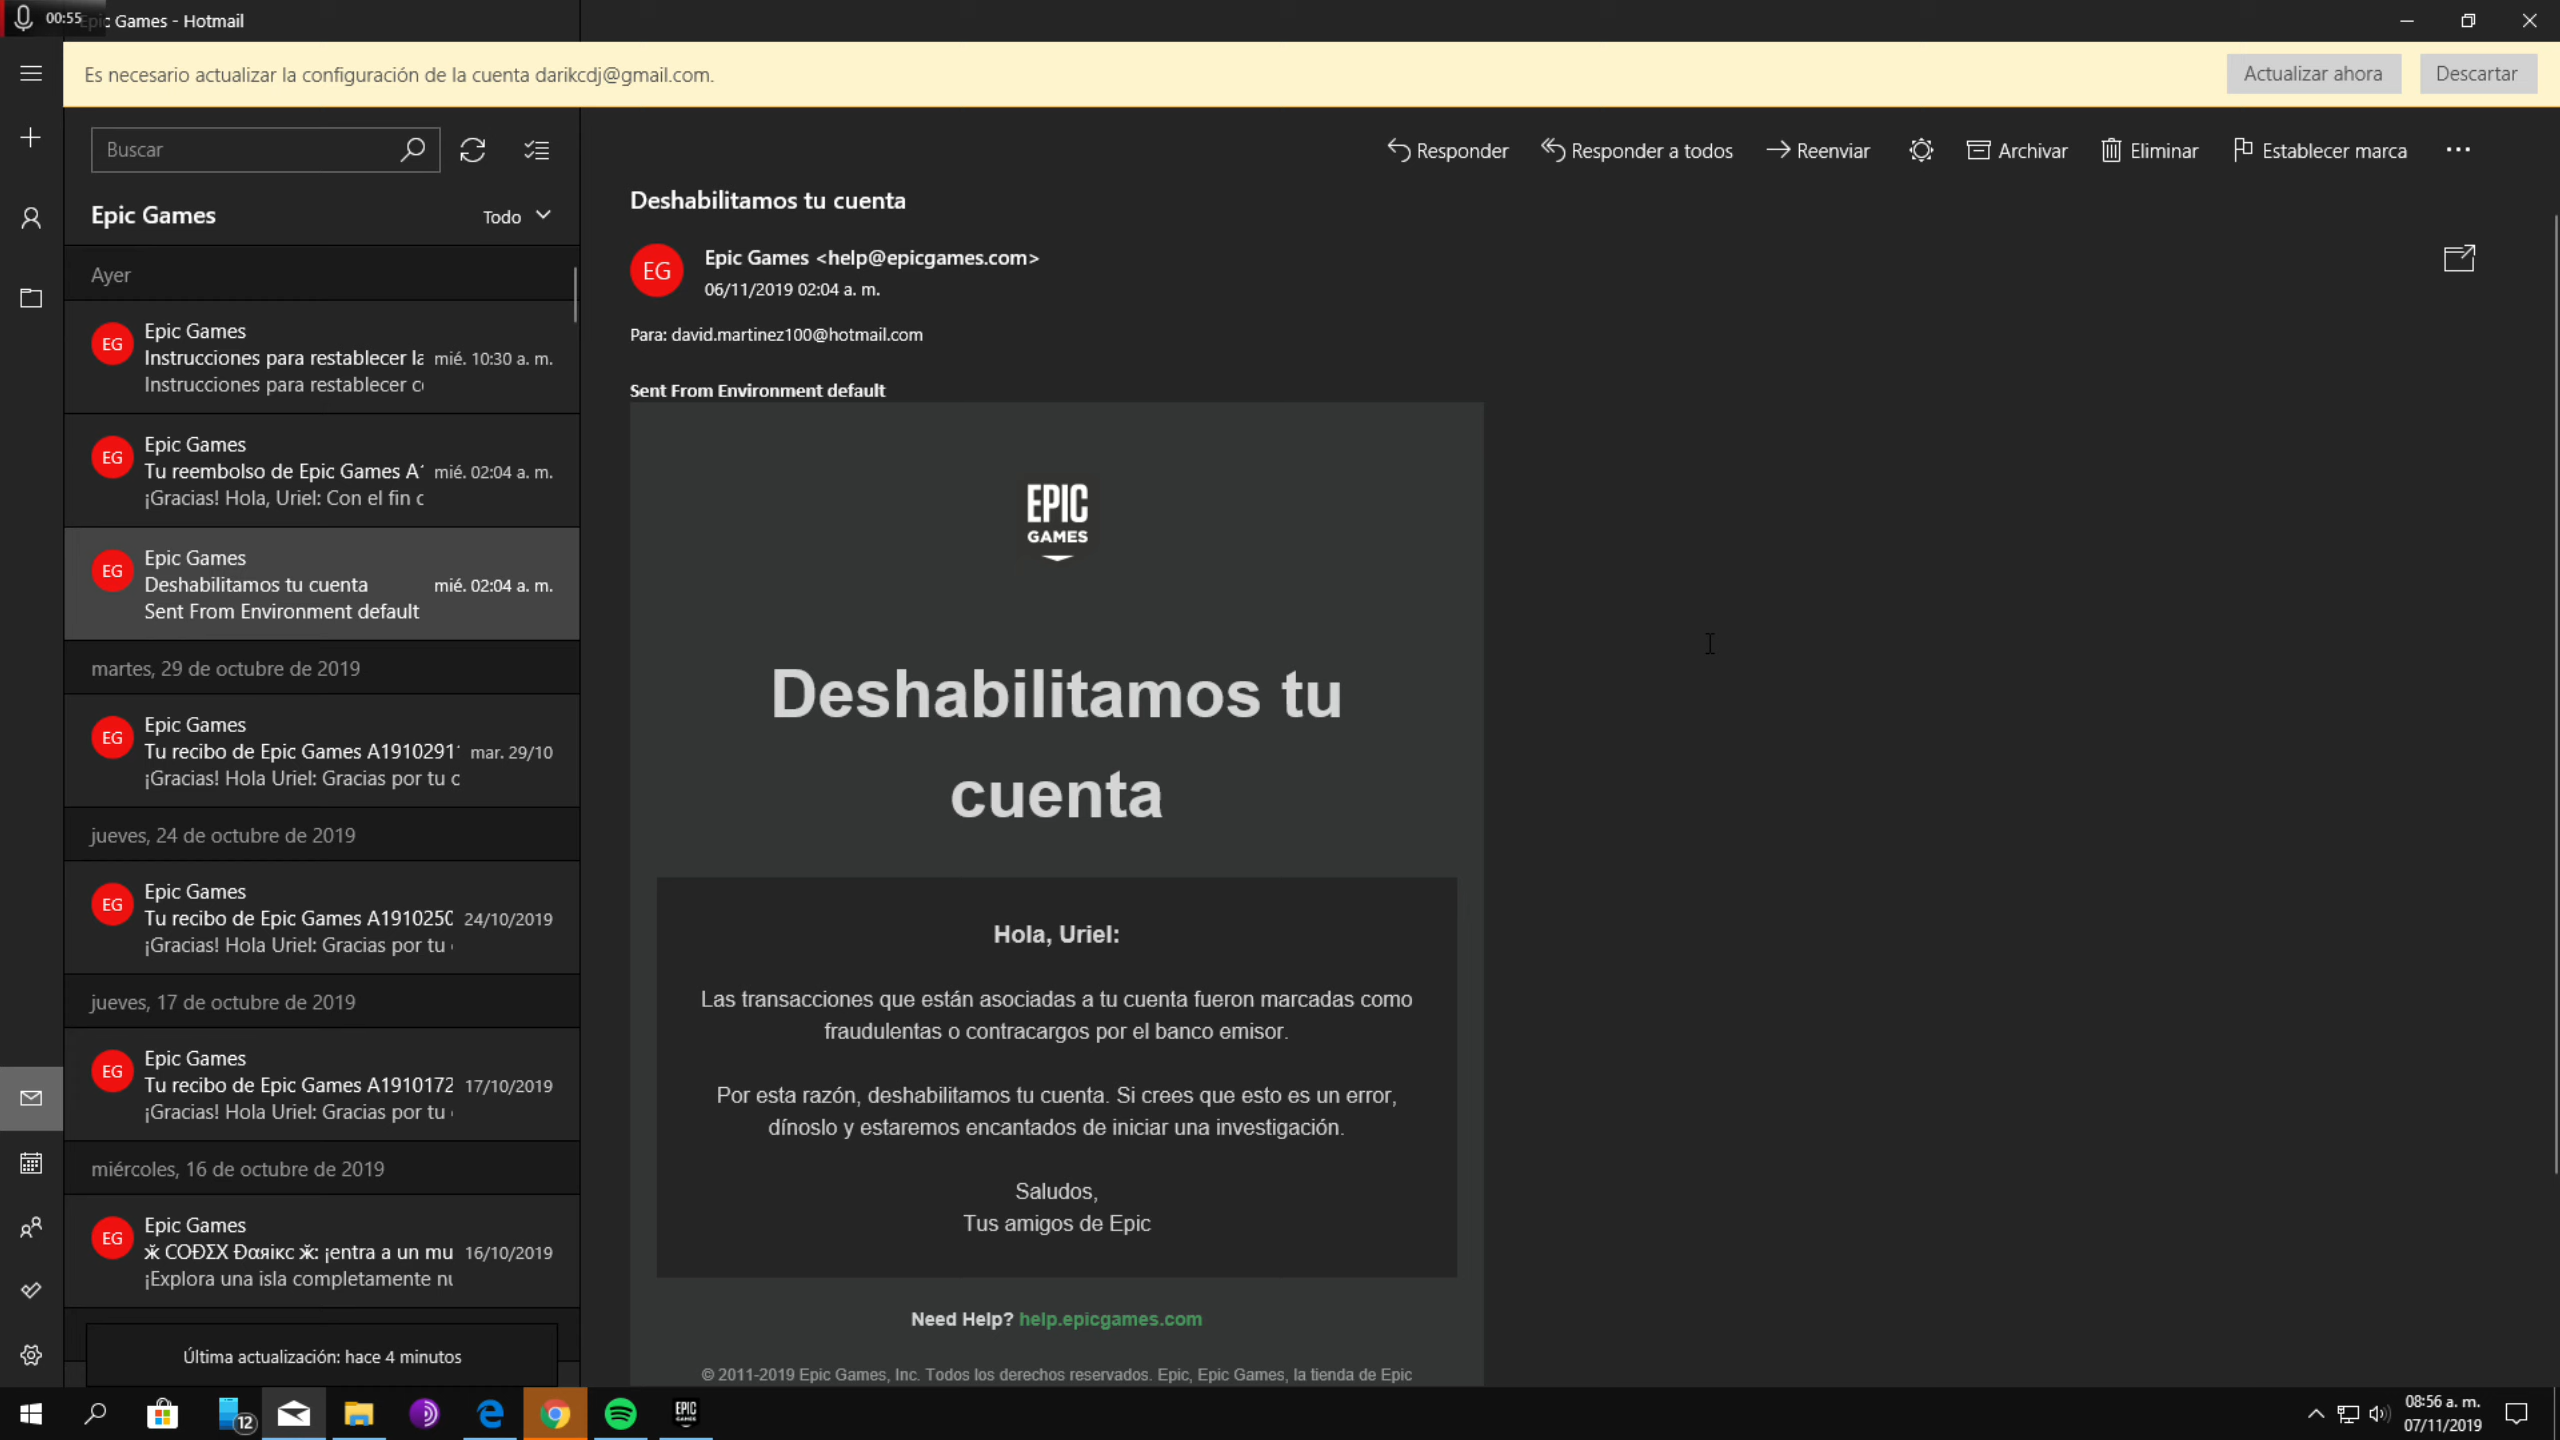 00:55
c Games - Hotmail
Es necesario actualizar la configuración de la cuenta darikcdj@gmail.com.
Actualizar ahora
Descartar
Buscar
Epic Games
Todo
Ayer
EG
Epic Games
Instrucciones para restablecer la
mié. 10:30 a. m.
Instrucciones para restablecer c
EG
Epic Games
Tu reembolso de Epic Games A1
mié. 02:04 a. m.
¡Gracias! Hola, Uriel: Con el fin c
EG
Epic Games
Deshabilitamos tu cuenta
mié. 02:04 a. m.
Sent From Environment default
martes, 29 de octubre de 2019
EG
Epic Games
Tu recibo de Epic Games A1910291
mar. 29/10
¡Gracias! Hola Uriel: Gracias por tu c
jueves, 24 de octubre de 2019
EG
Epic Games
Tu recibo de Epic Games A191025
24/10/2019
¡Gracias! Hola Uriel: Gracias por tu
jueves, 17 de octubre de 2019
EG
Epic Games
Tu recibo de Epic Games A1910172
17/10/2019
¡Gracias! Hola Uriel: Gracias por tu
miércoles, 16 de octubre de 2019
EG
Epic Games
ӝ COĐΣX Đαяiкc ӝ: ¡entra a un mu
16/10/2019
¡Explora una isla completamente nu
Última actualización: hace 4 minutos
Responder
Responder a todos
Reenviar
Archivar
Eliminar
Establecer marca
Deshabilitamos tu cuenta
EG
Epic Games <help@epicgames.com>
06/11/2019 02:04 a. m.
Para: david.martinez100@hotmail.com
Sent From Environment default
EPIC
GAMES
Deshabilitamos tu
cuenta
Hola, Uriel:
Las transacciones que están asociadas a tu cuenta fueron marcadas como
fraudulentas o contracargos por el banco emisor.
Por esta razón, deshabilitamos tu cuenta. Si crees que esto es un error,
dínoslo y estaremos encantados de iniciar una investigación.
Saludos,
Tus amigos de Epic
Need Help? help.epicgames.com
© 2011-2019 Epic Games, Inc. Todos los derechos reservados. Epic, Epic Games, la tienda de Epic
12
EPIC
GAMES
08:56 a. m.
07/11/2019